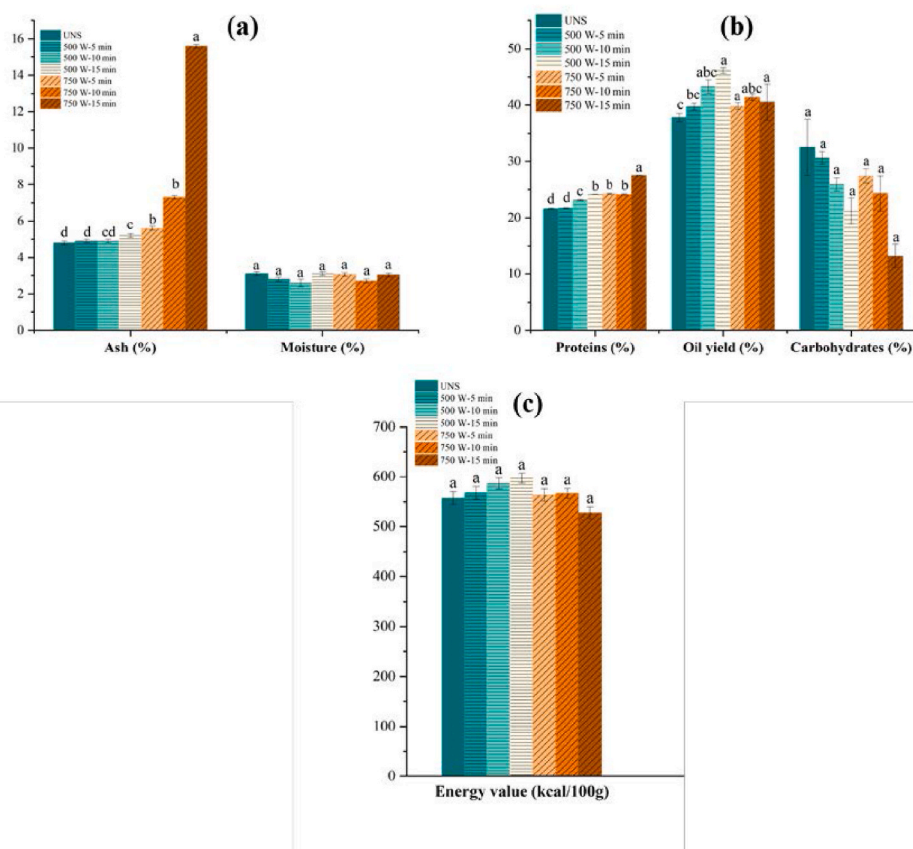 (a)
UNS
500 W-5 min
500 W-10 min
500 W-15 min
750 W-5 min
750 W-10 min
750 W-15 min
16
14
12
10
8
6
4
2
0
d d cd c b b a
a a a a a a a
Ash (%) Moisture (%)
(b)
UNS
500 W-5 min
500 W-10 min
500 W-15 min
750 W-5 min
750 W-10 min
750 W-15 min
50
40
30
20
10
0
d d c b b b a
c bc abc a a abc a
a a a a a a a
Proteins (%) Oil yield (%) Carbohydrates (%)
(c)
UNS
500 W-5 min
500 W-10 min
500 W-15 min
750 W-5 min
750 W-10 min
750 W-15 min
700
600
500
400
300
200
100
0
a a a a a a a
Energy value (kcal/100g)